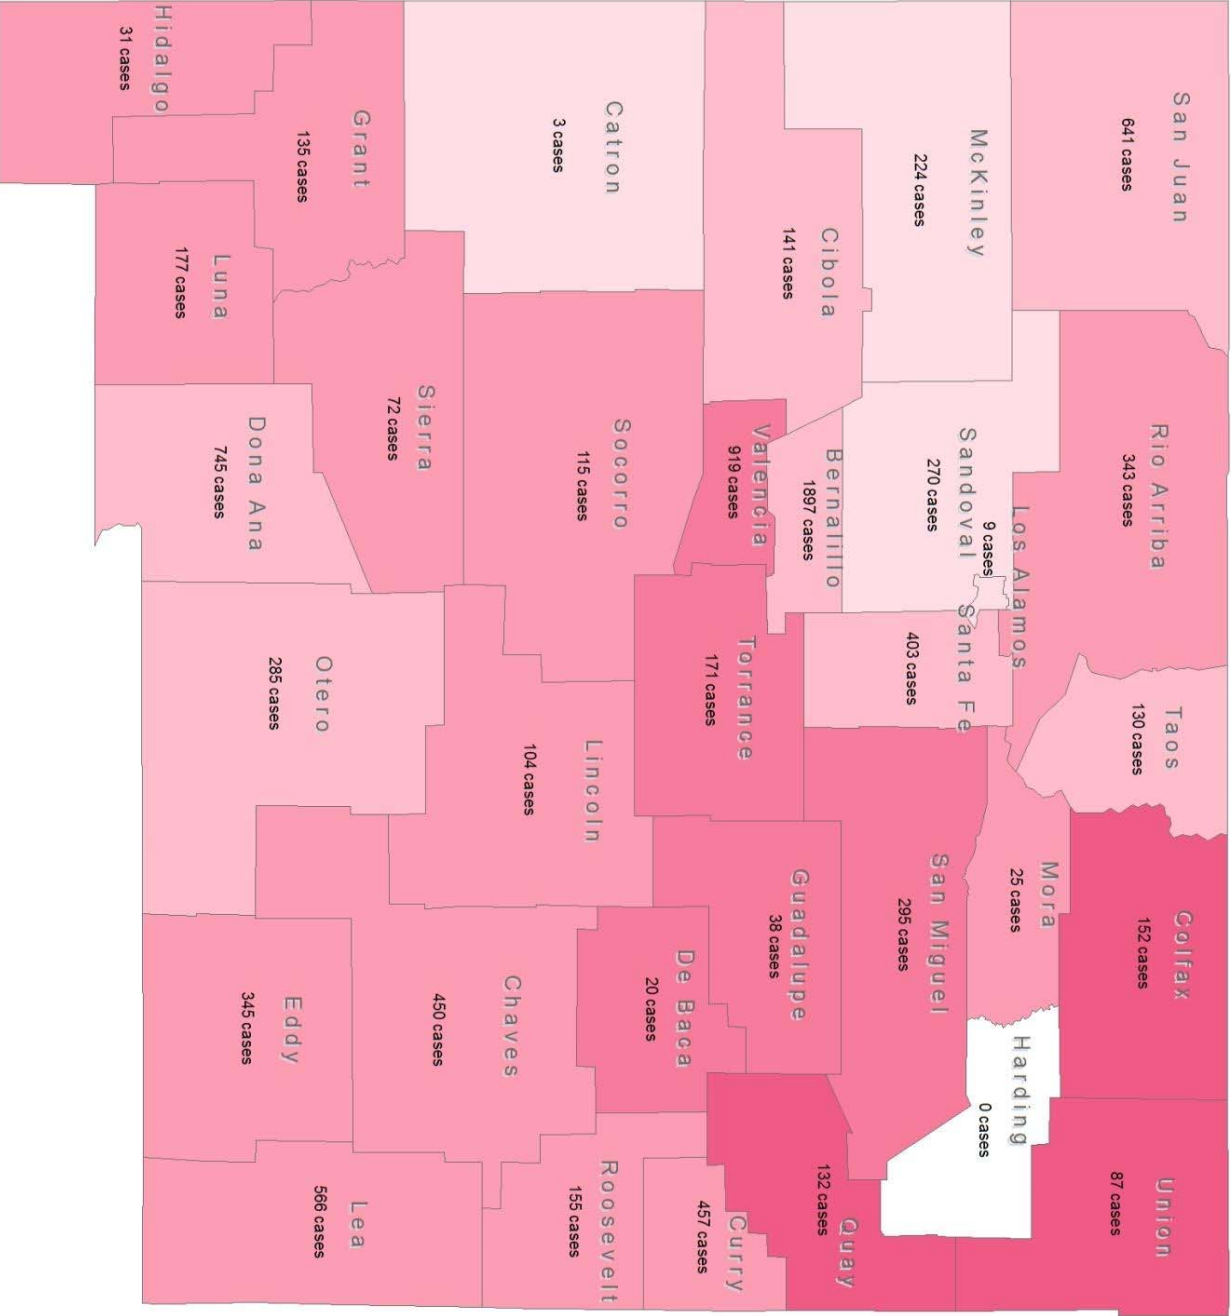 San Juan
641 cases
Rio Arriba
343 cases
Taos
130 cases
Colfax
152 cases
Union
87 cases
McKinley
224 cases
Sandoval
270 cases
Los Alamos
9 cases
Santa Fe
403 cases
Mora
25 cases
Harding
0 cases
San Miguel
295 cases
Cibola
141 cases
Bernalillo
1897 cases
Valencia
919 cases
Torrance
171 cases
Guadalupe
38 cases
Quay
132 cases
Curry
457 cases
Catron
3 cases
Socorro
115 cases
Lincoln
104 cases
De Baca
20 cases
Roosevelt
155 cases
Chaves
450 cases
Grant
135 cases
Sierra
72 cases
Otero
285 cases
Eddy
345 cases
Lea
566 cases
Hidalgo
31 cases
Luna
177 cases
Dona Ana
745 cases